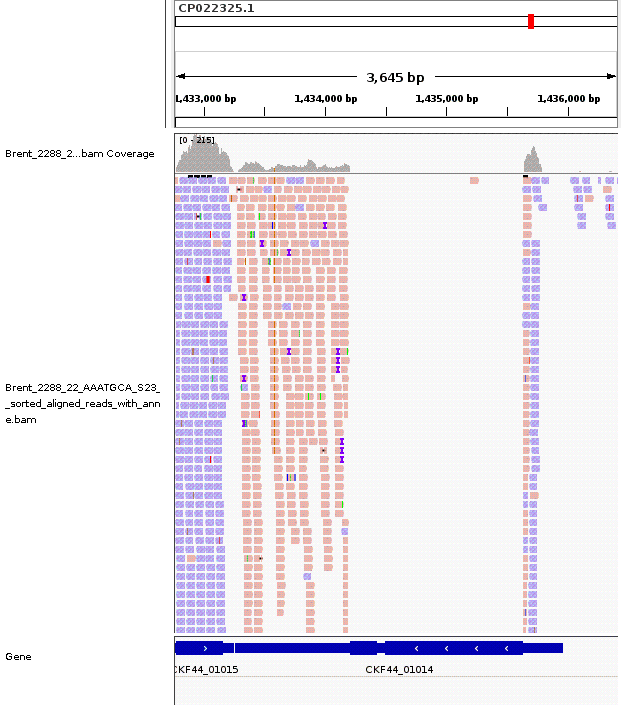 CP022325.1
3,645 bp
1,433,000 bp
1,434,000 bp
1,435,000 bp
1,436,000 bp
[0 - 215]
Brent_2288_2...bam Coverage
Brent_2288_22_AAATGCA_S23_
_sorted_aligned_reads_with_ann
e.bam
Gene
CKF44_01015
CKF44_01014